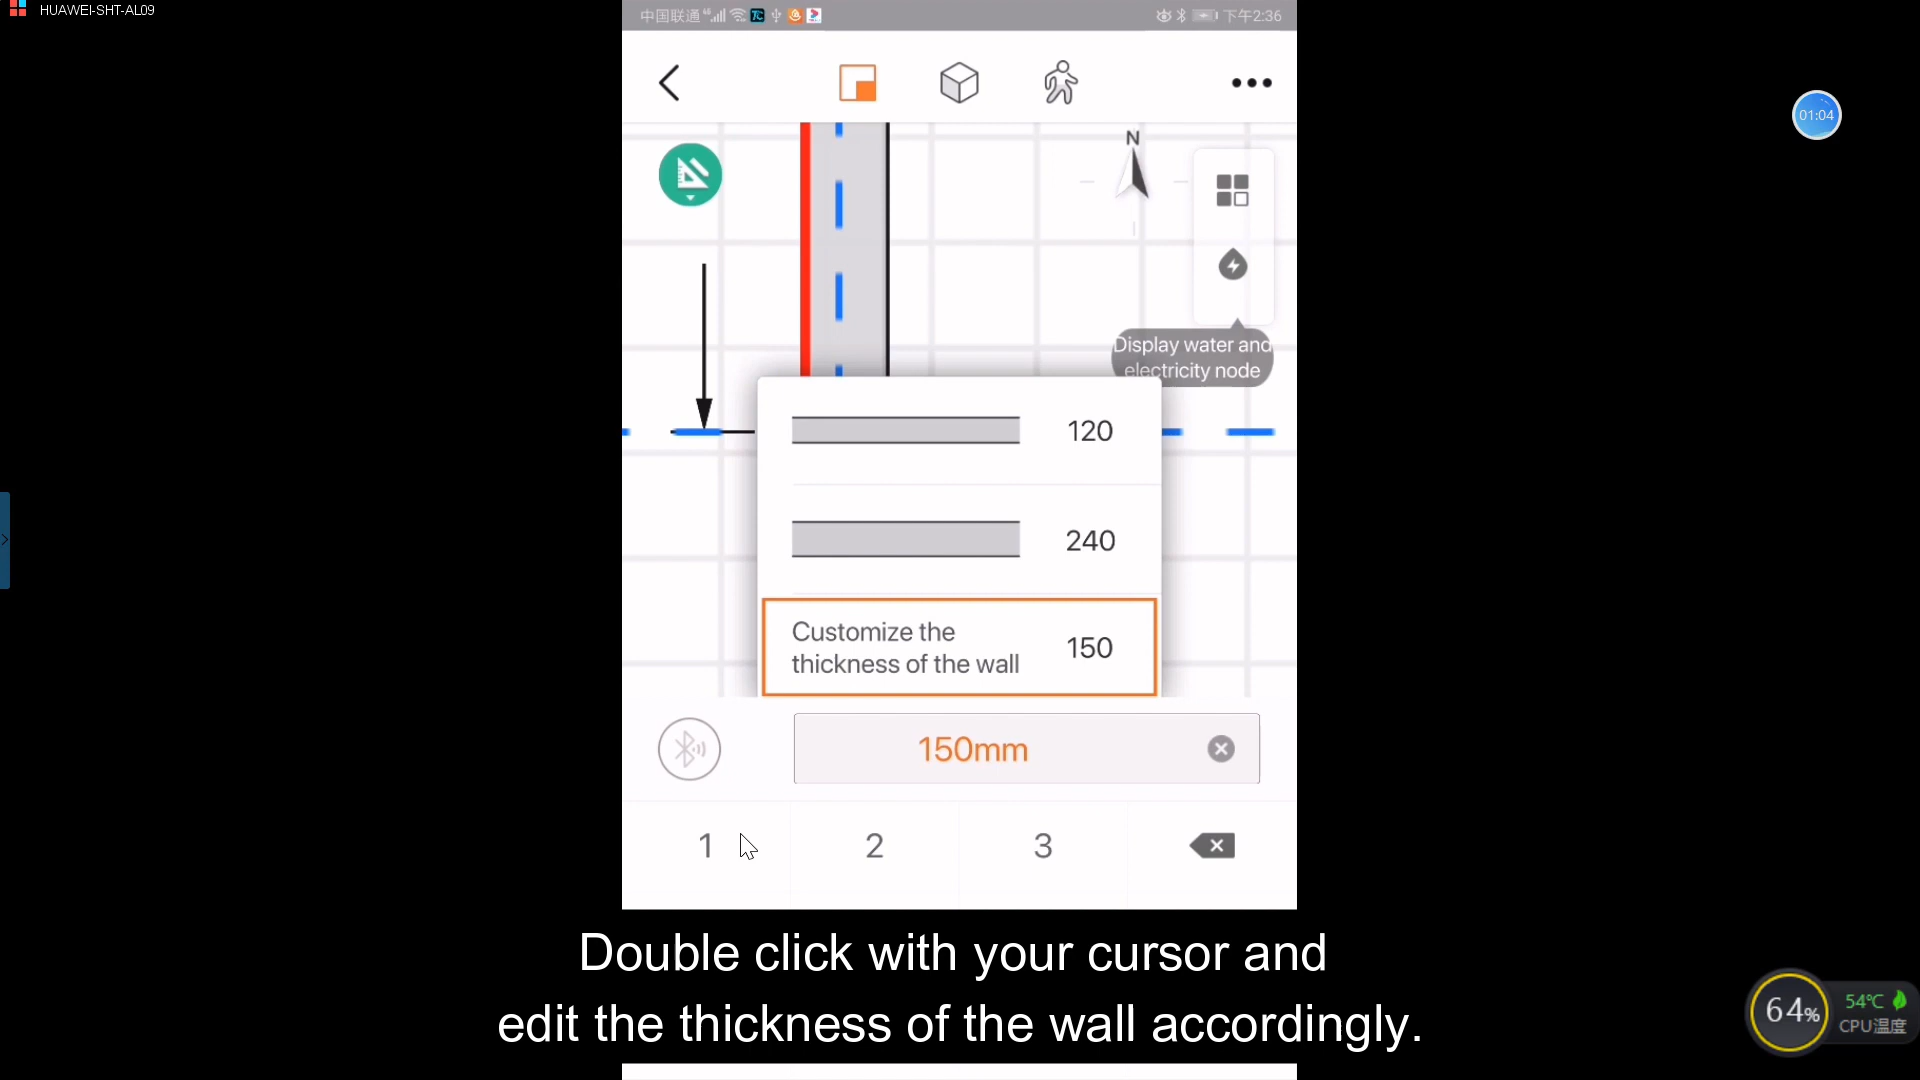 HUAWEI-SHT-AL09
中国联通
下午2:36
01:04
N
Display water and
electricity node
120
240
Customize the
thickness of the wall
150
150mm
1
2
3
Double click with your cursor and
edit the thickness of the wall accordingly.
64%
54℃
CPU温度